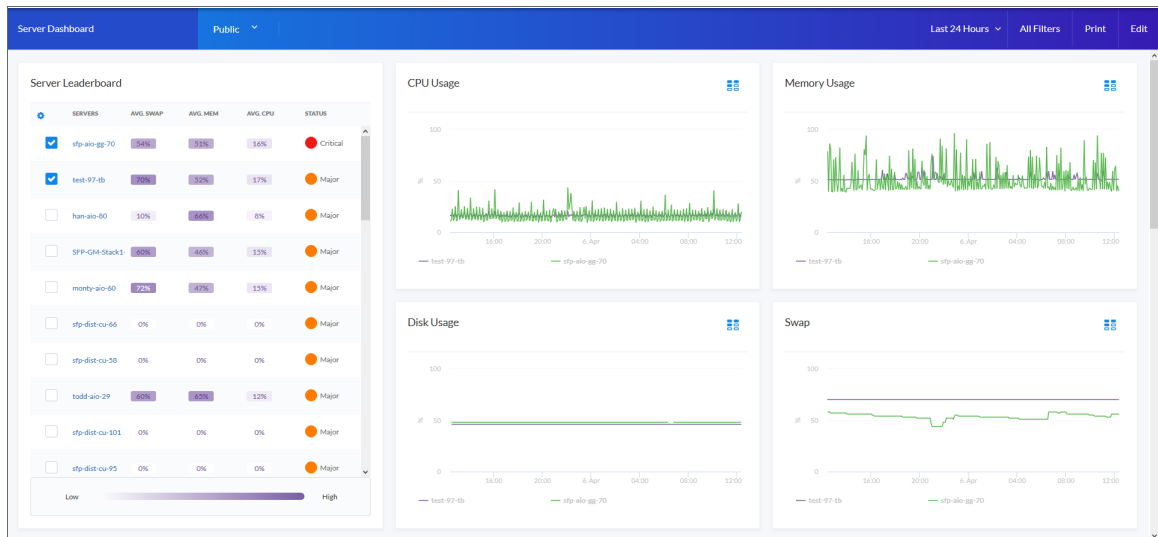 Server Dashboard Public Last 24 Hours All Filters Print Edit
Server Leaderboard
SERVERS AVG. SWAP AVG. MEM AVG. CPU STATUS
sfp-aio-gg-70 54% 51% 16% Critical
test-97-tb 70% 52% 17% Major
han-aio-80 10% 66% 8% Major
SFP-GM-Stack1- 60% 46% 15% Major
monty-aio-60 72% 47% 15% Major
sfp-dist-cu-66 0% 0% 0% Major
sfp-dist-cu-58 0% 0% 0% Major
todd-aio-29 60% 65% 12% Major
sfp-dist-cu-101 0% 0% 0% Major
sfp-dist-cu-95 0% 0% 0% Major
Low High
CPU Usage
100
% 50
0
16:00 20:00 6. Apr 04:00 08:00 12:00
test-97-tb sfp-aio-gg-70
Memory Usage
100
% 50
0
16:00 20:00 6. Apr 04:00 08:00 12:00
test-97-tb sfp-aio-gg-70
Disk Usage
100
% 50
0
16:00 20:00 6. Apr 04:00 08:00 12:00
test-97-tb sfp-aio-gg-70
Swap
100
% 50
0
16:00 20:00 6. Apr 04:00 08:00 12:00
test-97-tb sfp-aio-gg-70